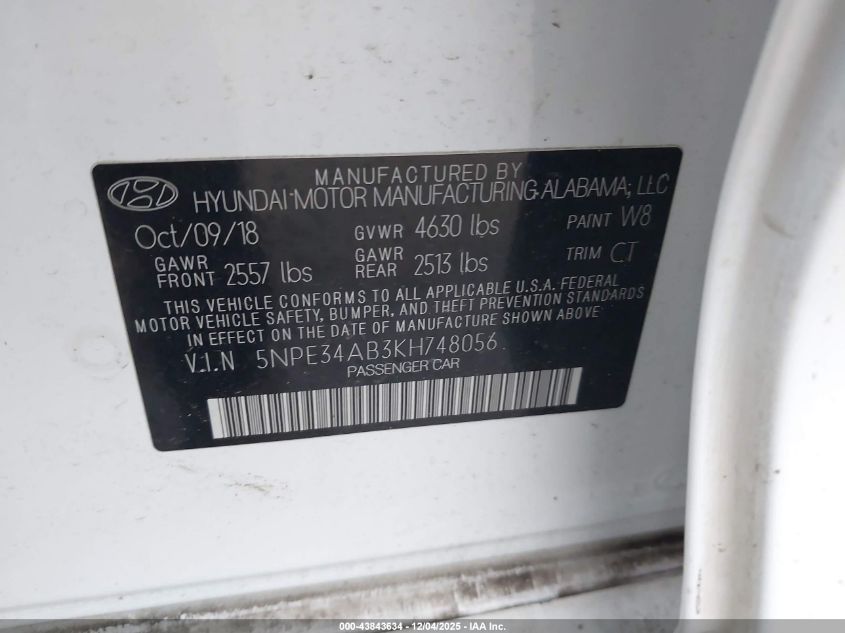 MANUFACTURED BY
HYUNDAI MOTOR MANUFACTURING ALABAMA, LLC
Oct/09/18 GVWR 4630 lbs PAINT W8
GAWR FRONT 2557 lbs GAWR REAR 2513 lbs TRIM CT
THIS VEHICLE CONFORMS TO ALL APPLICABLE U.S.A. FEDERAL
MOTOR VEHICLE SAFETY, BUMPER, AND THEFT PREVENTION STANDARDS
IN EFFECT ON THE DATE OF MANUFACTURE SHOWN ABOVE.
V.I.N 5NPE34AB3KH748056
PASSENGER CAR
000-43843634 - 12/04/2025 - IAA Inc.